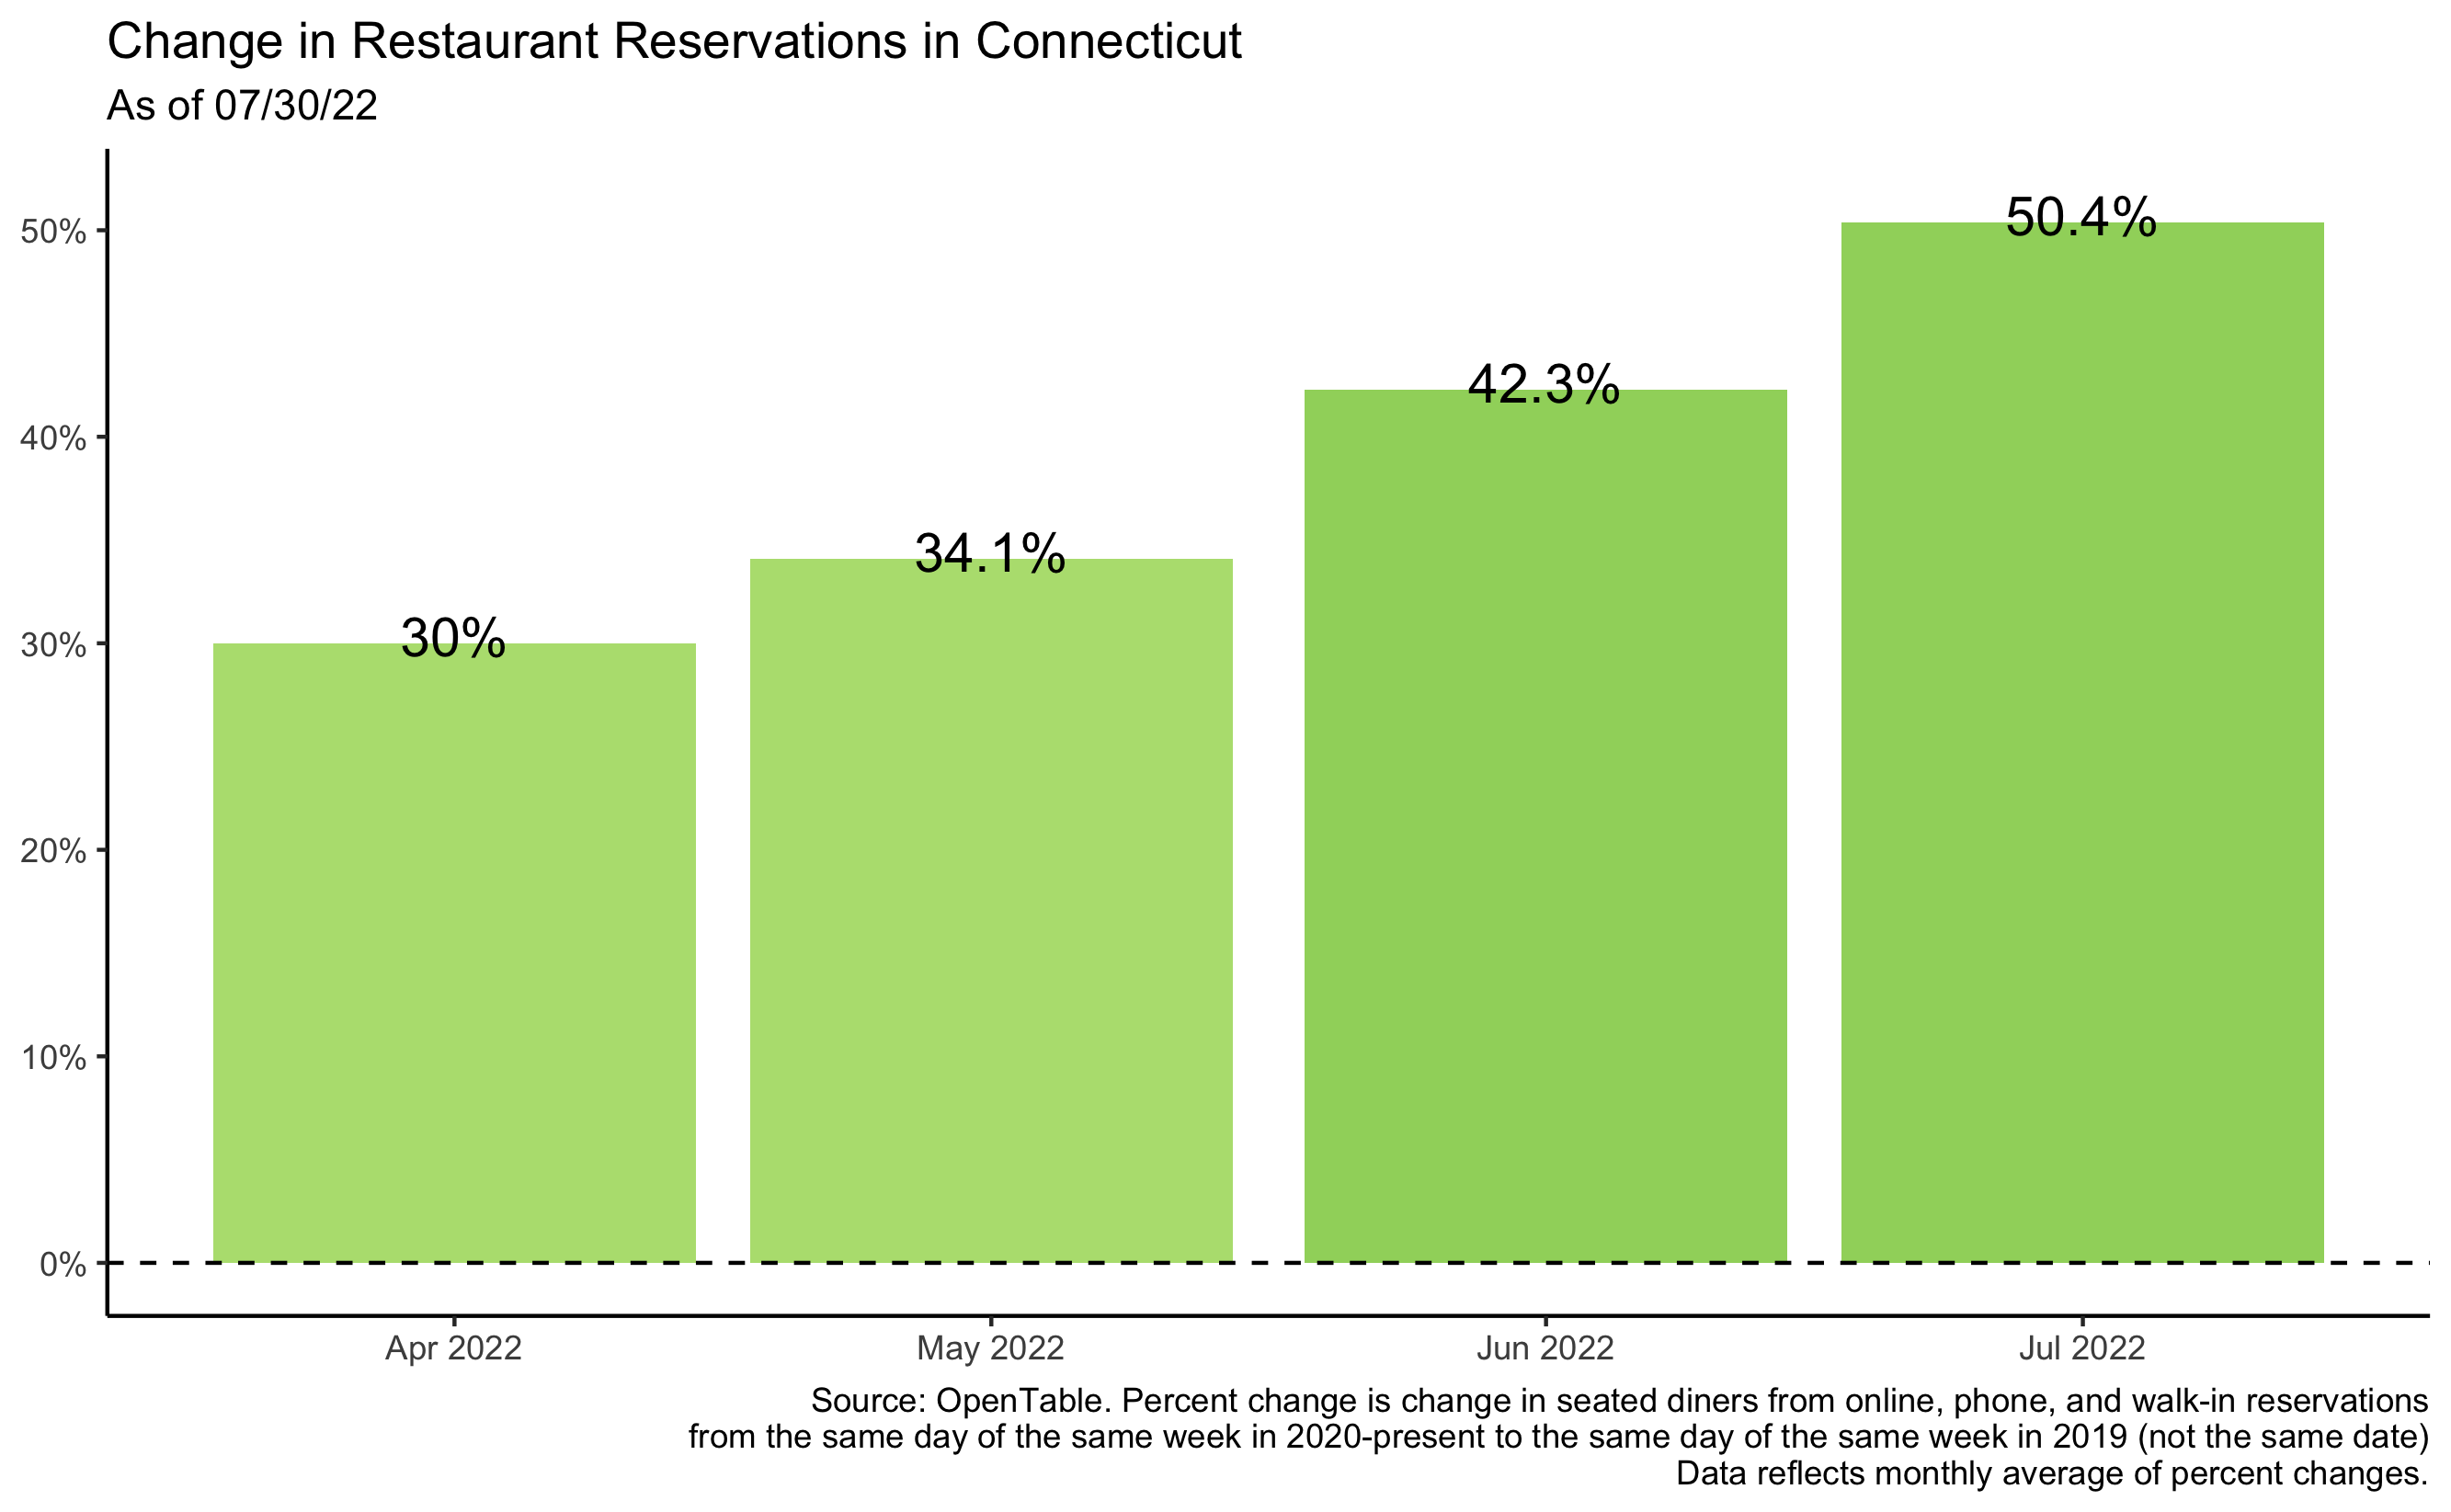 Change in Restaurant Reservations in Connecticut
As of 07/30/22
50%
40%
30%
20%
10%
0%
30%
34.1%
42.3%
50.4%
Apr 2022
May 2022
Jun 2022
Jul 2022
Source: OpenTable. Percent change is change in seated diners from online, phone, and walk-in reservations
from the same day of the same week in 2020-present to the same day of the same week in 2019 (not the same date)
Data reflects monthly average of percent changes.